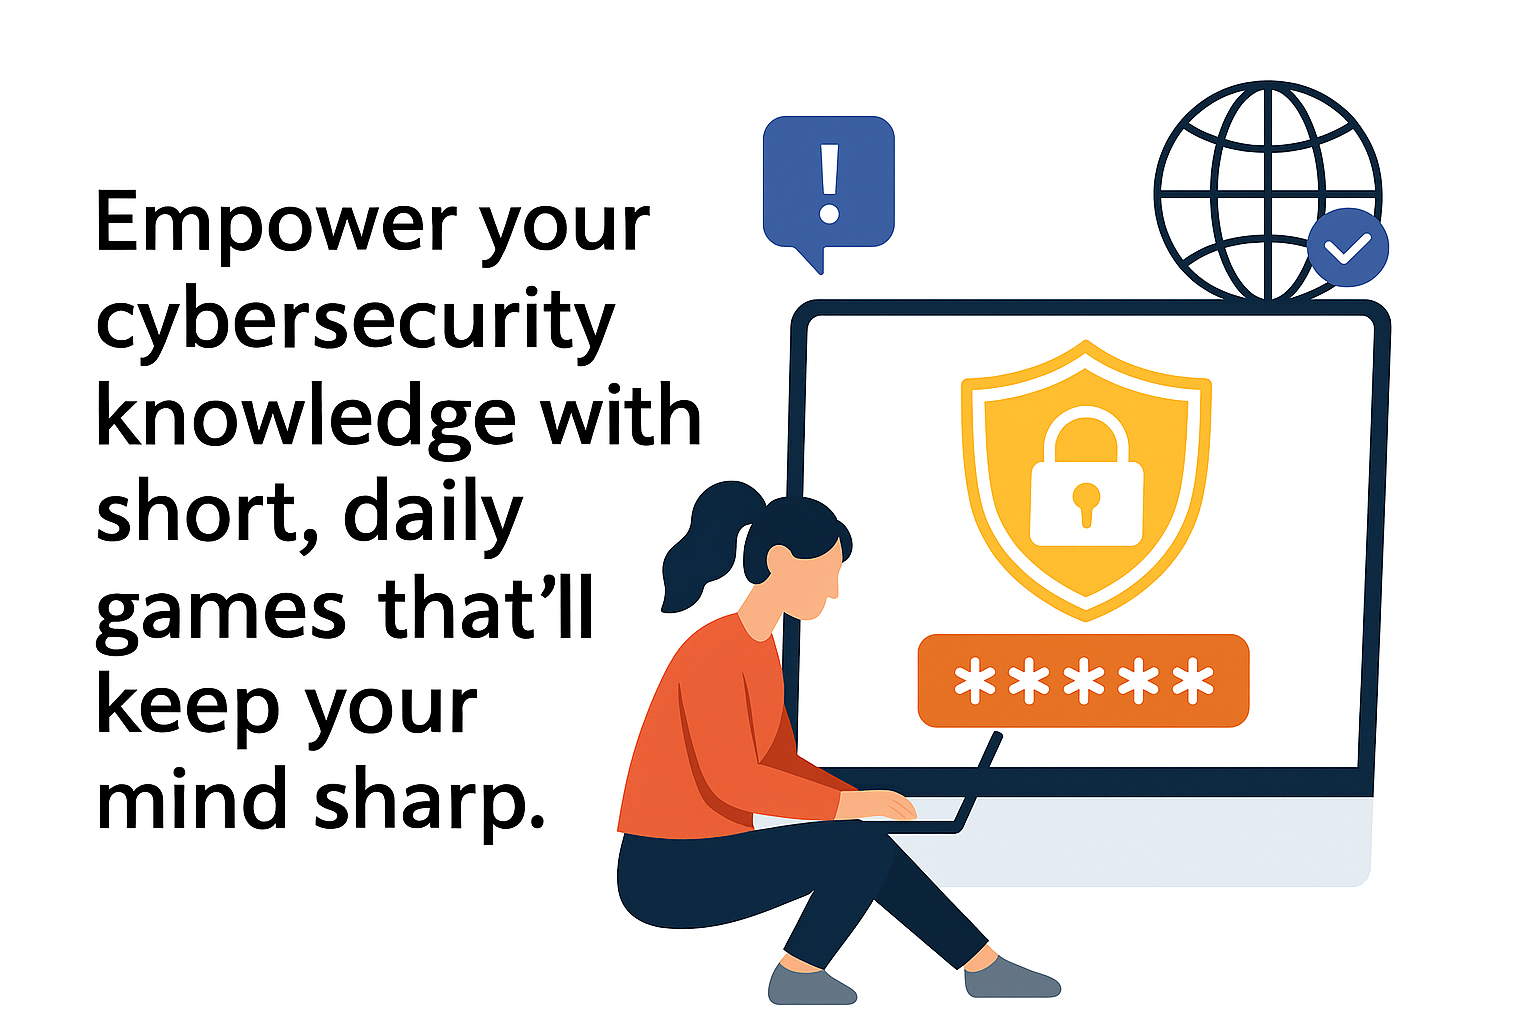 Empower your
cybersecurity
knowledge with
short, daily
games that'll
keep your
mind sharp.
!
*****